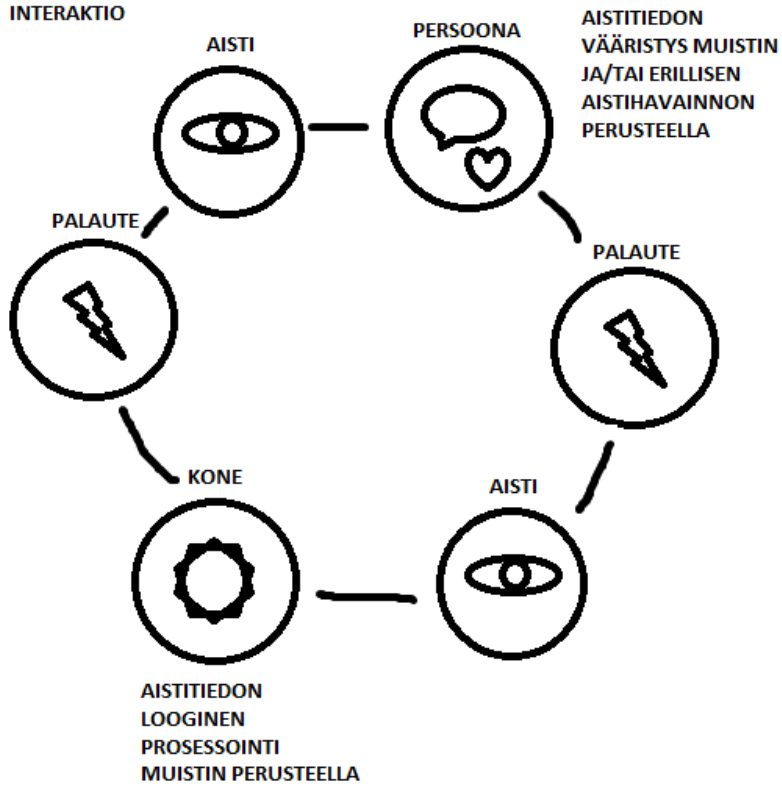 INTERAKTIO
AISTI
PERSOONA
AISTITIEDON
VÄÄRISTYS MUISTIN
JA/TAI ERILLISEN
AISTIHAVAINNON
PERUSTEELLA
PALAUTE
PALAUTE
KONE
AISTI
AISTITIEDON
LOOGINEN
PROSESSOINTI
MUISTIN PERUSTEELLA